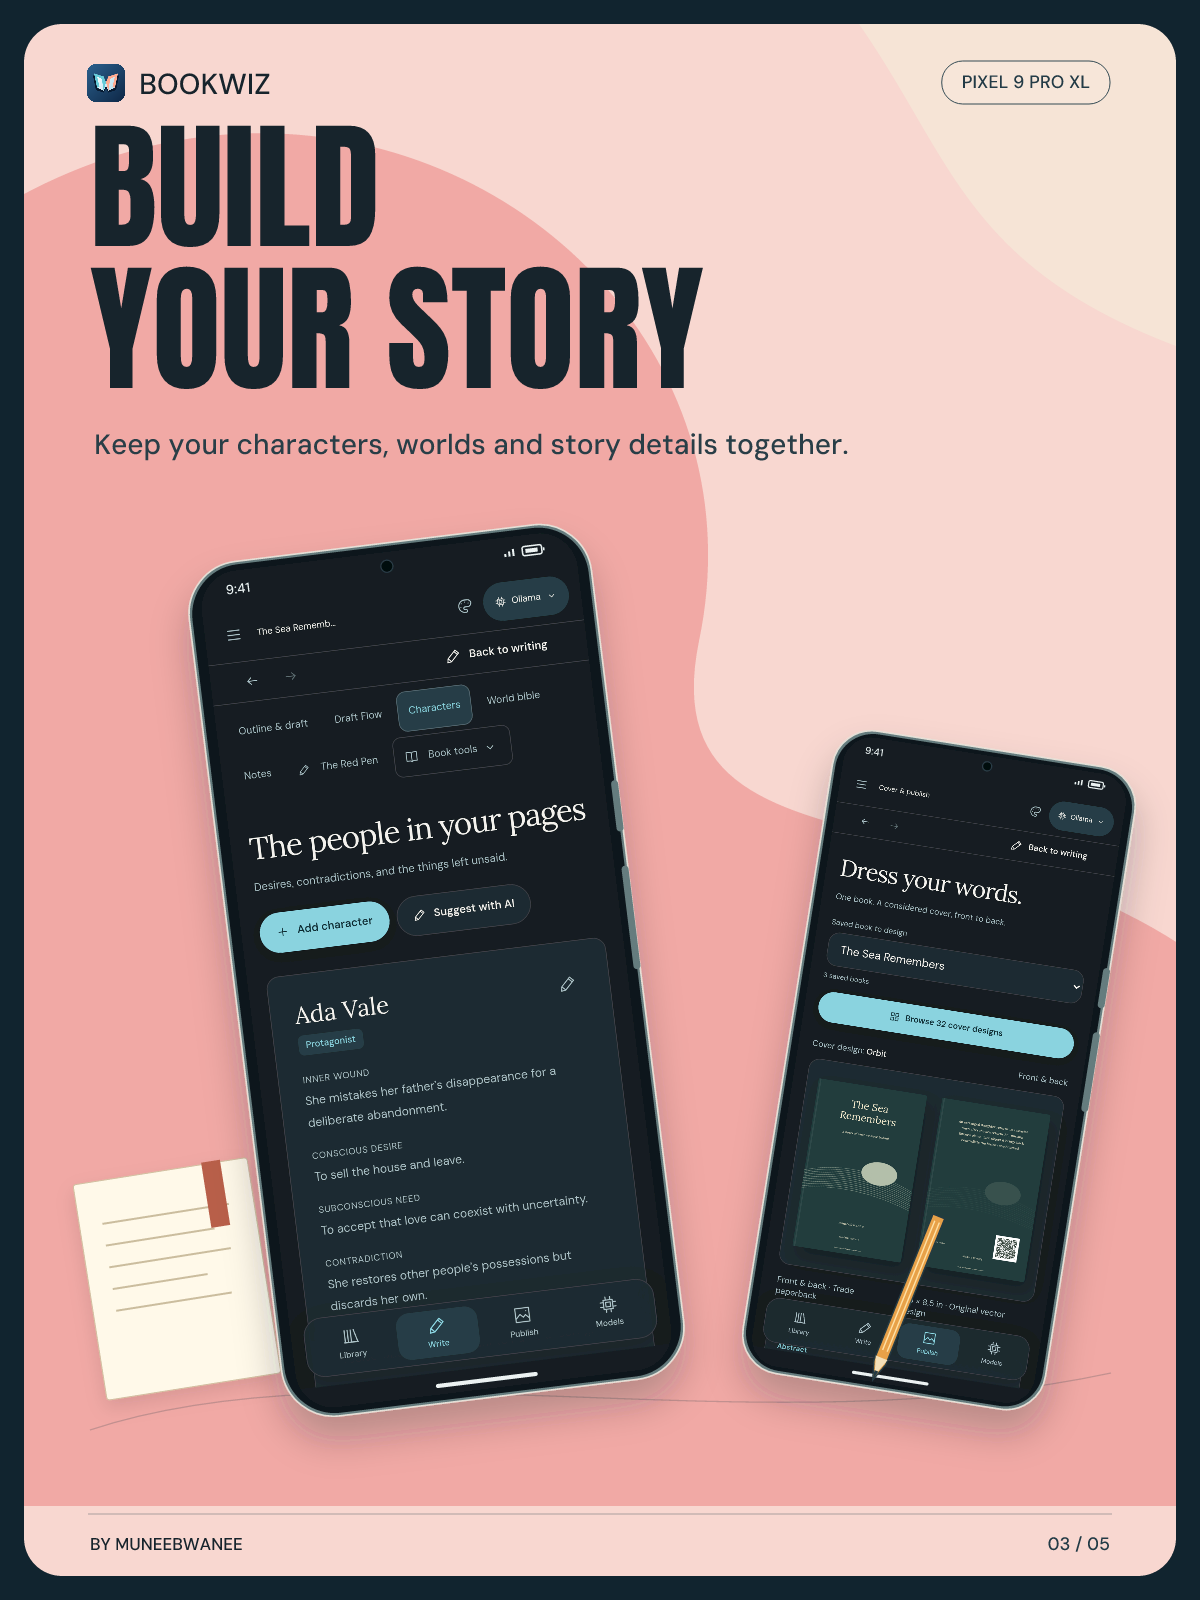 BOOKWIZ
PIXEL 9 PRO XL
BUILD
YOUR STORY
Keep your characters, worlds and story details together.
9:41
The Sea Rememb...
Ollama
Back to writing
Outline & draft
Draft Flow
Characters
World bible
Notes
The Red Pen
Book tools
The people in your pages
Desires, contradictions, and the things left unsaid.
Add character
Suggest with AI
Ada Vale
Protagonist
INNER WOUND
She mistakes her father's disappearance for a
deliberate abandonment.
CONSCIOUS DESIRE
To sell the house and leave.
SUBCONSCIOUS NEED
To accept that love can coexist with uncertainty.
CONTRADICTION
She restores other people's possessions but
discards her own.
Library
Write
Publish
Models
9:41
Cover & publish
Ollama
Back to writing
Dress your words.
One book. A considered cover, front to back.
Saved book to design
The Sea Remembers
3 saved books
Browse 32 cover designs
Cover design: Orbit
Front & back
The Sea
Remembers
Front & back · Trade
paperback
× 8.5 in · Original vector
Library
Write
Publish
Models
Abstract
BY MUNEEBWANEE
03 / 05